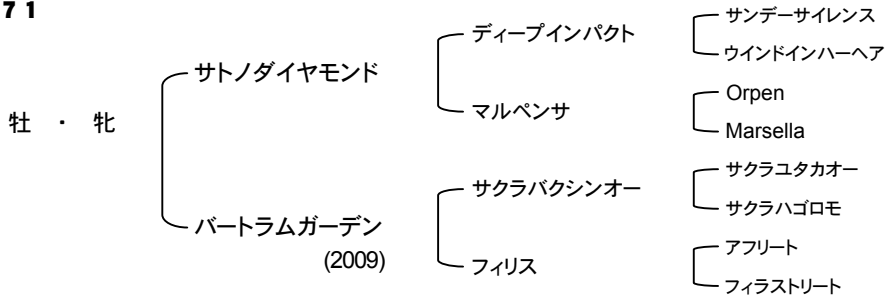 71
サンデーサイレンス
ディープインパクト
ウインドインハーヘア
サトノダイヤモンド
Orpen
マルペンサ
Marsella
牡 ・ 牝
サクラユタカオー
サクラバクシンオー
サクラハゴロモ
バートラムガーデン
(2009)
アフリート
フィリス
フィラストリート